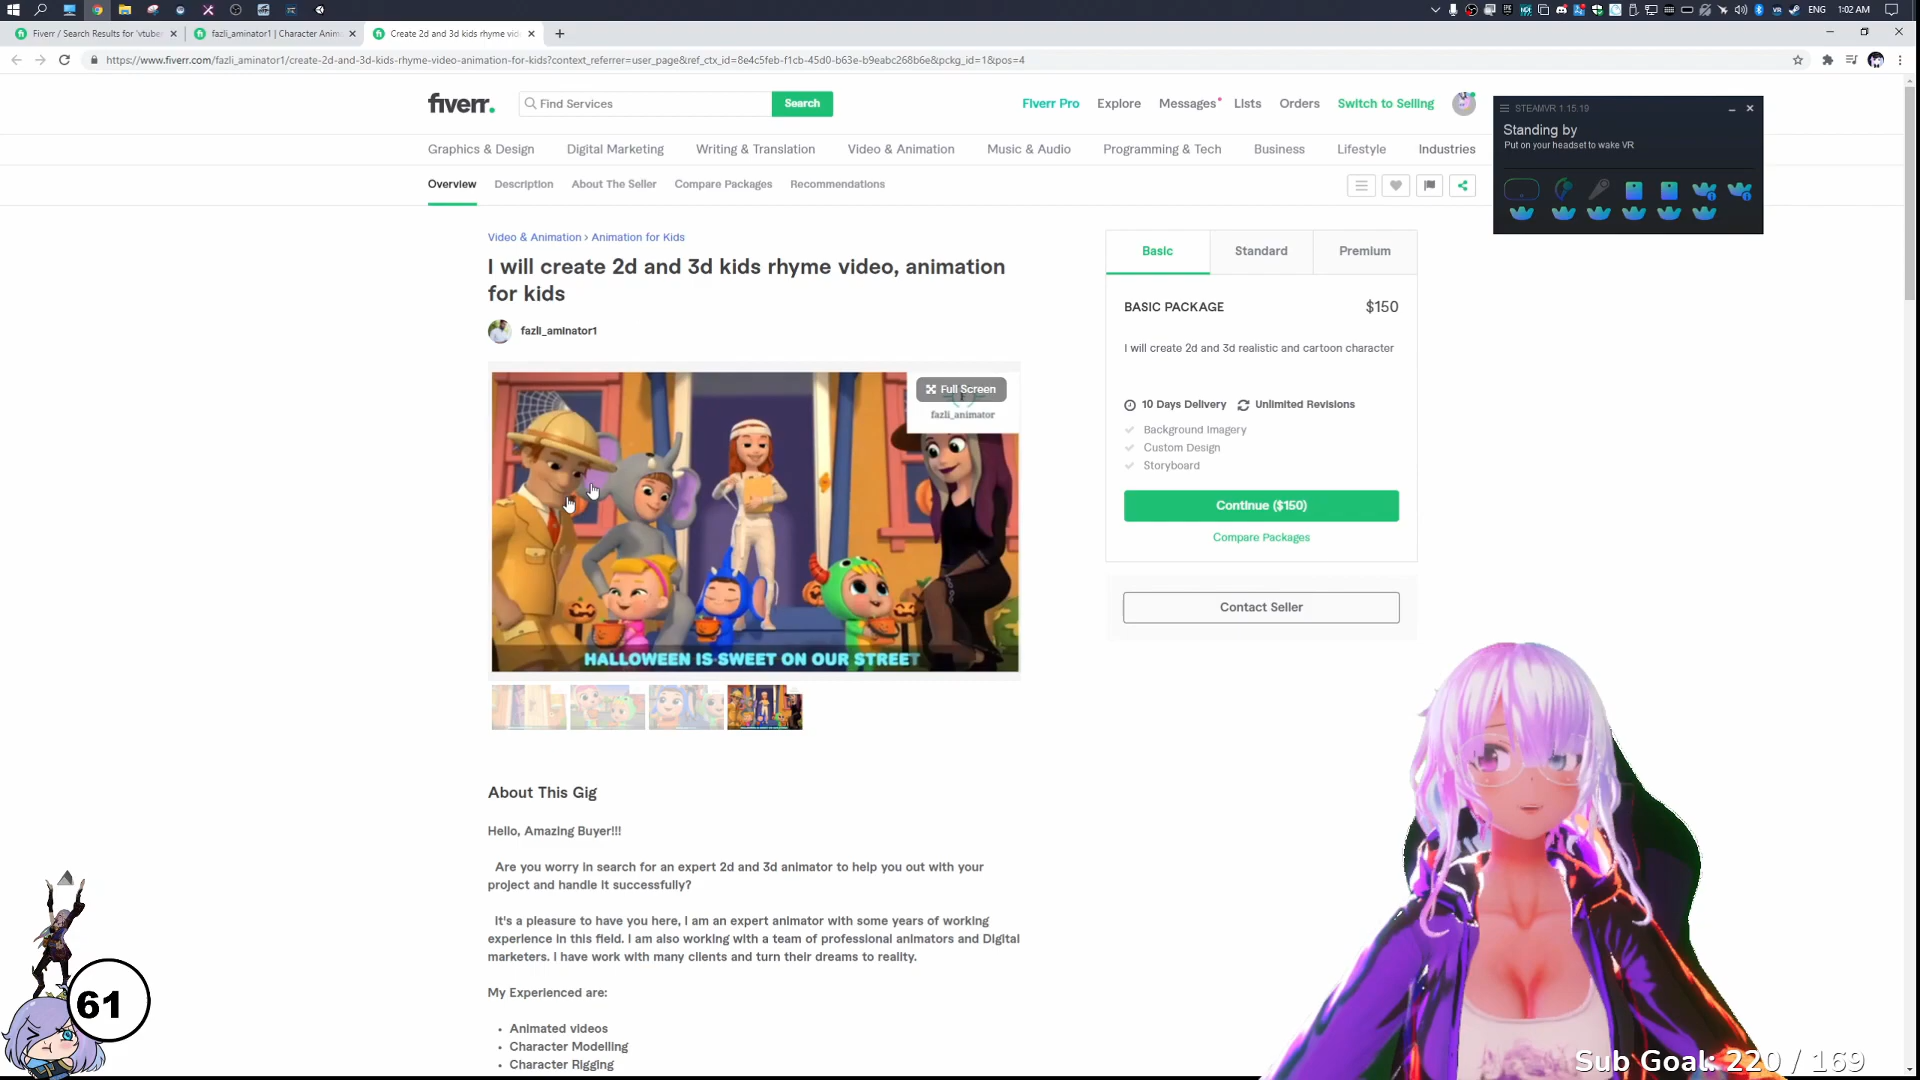 ENG 1:02 AM
Fiverr / Search Results for 'vtuber
fazli_aminator1 | Character Anim
Create 2d and 3d kids rhyme vid
https://www.fiverr.com/fazli_aminator1/create-2d-and-3d-kids-rhyme-video-animation-for-kids?context_referrer=user_page&ref_ctx_id=8e4c5feb-f1cb-45d0-b63e-b9eabc268b6e&pckg_id=1&pos=4
fiverr. Find Services Search Fiverr Pro Explore Messages Lists Orders Switch to Selling
STEAMVR 1.15.19
Standing by
Put on your headset to wake VR
Graphics & Design Digital Marketing Writing & Translation Video & Animation Music & Audio Programming & Tech Business Lifestyle Industries
Overview Description About The Seller Compare Packages Recommendations
Video & Animation › Animation for Kids
I will create 2d and 3d kids rhyme video, animation
for kids
fazli_aminator1
Full Screen
fazli_animator
HALLOWEEN IS SWEET ON OUR STREET
Basic Standard Premium
BASIC PACKAGE $150
I will create 2d and 3d realistic and cartoon character
10 Days Delivery Unlimited Revisions
Background Imagery
Custom Design
Storyboard
Continue ($150)
Compare Packages
Contact Seller
About This Gig
Hello, Amazing Buyer!!!
Are you worry in search for an expert 2d and 3d animator to help you out with your
project and handle it successfully?
It's a pleasure to have you here, I am an expert animator with some years of working
experience in this field. I am also working with a team of professional animators and Digital
marketers. I have work with many clients and turn their dreams to reality.
My Experienced are:
• Animated videos
• Character Modelling
• Character Rigging
61
Sub Goal: 220 / 169